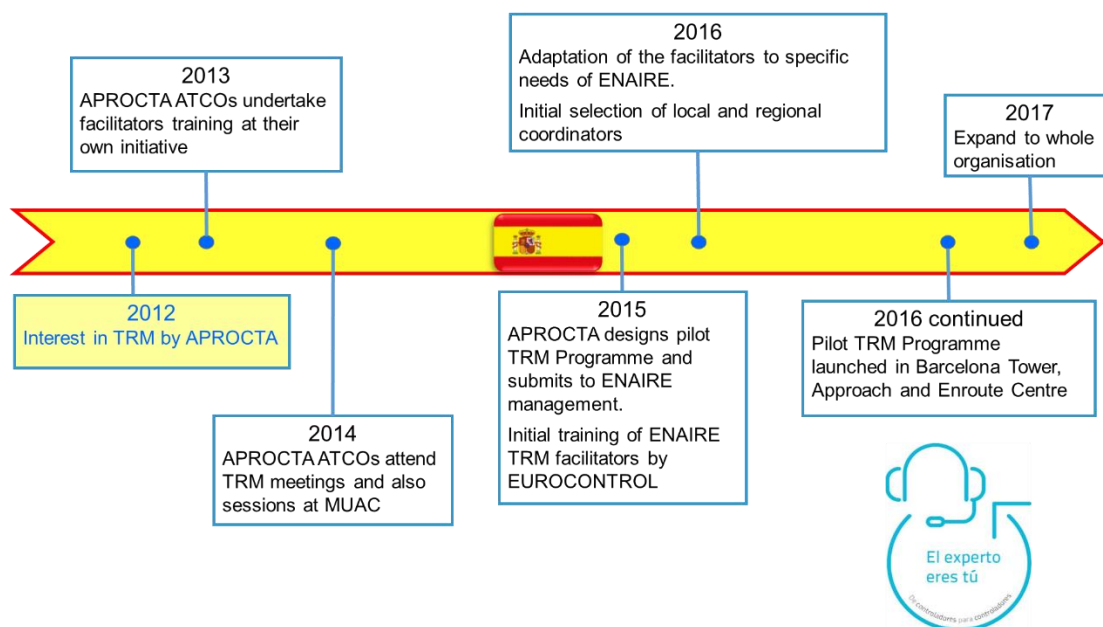 2013
APROCTA ATCOs undertake
facilitators training at their
own initiative
2016
Adaptation of the facilitators to specific
needs of ENAIRE.
Initial selection of local and regional
coordinators
2017
Expand to whole
organisation
2012
Interest in TRM by APROCTA
2014
APROCTA ATCOs attend
TRM meetings and also
sessions at MUAC
2015
APROCTA designs pilot
TRM Programme and
submits to ENAIRE
management.
Initial training of ENAIRE
TRM facilitators by
EUROCONTROL
2016 continued
Pilot TRM Programme
launched in Barcelona Tower,
Approach and Enroute Centre
El experto
eres tú
De controladores para controladores